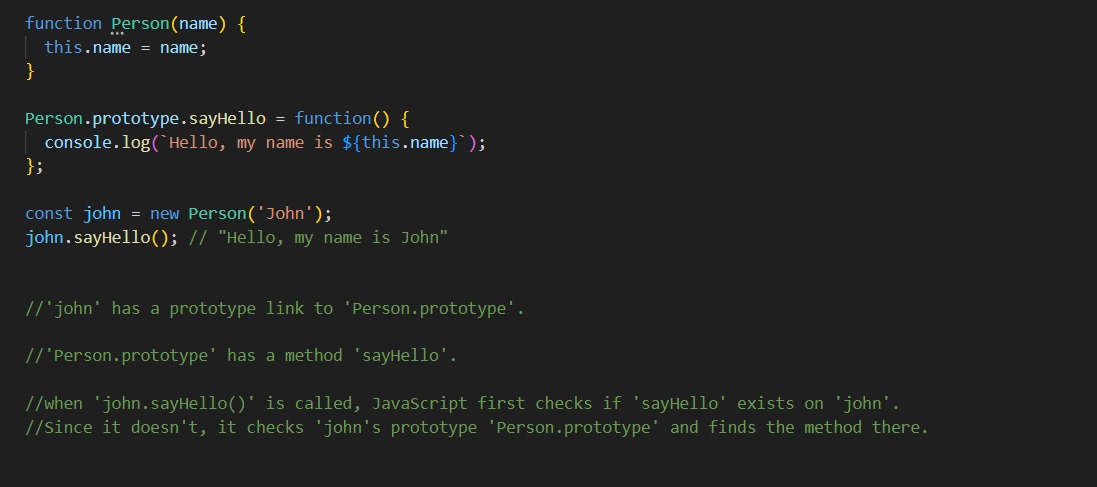 function Person(name) {
  this.name = name;
}
Person.prototype.sayHello = function() {
  console.log(`Hello, my name is ${this.name}`);
};
const john = new Person('John');
john.sayHello(); // "Hello, my name is John"
//'john' has a prototype link to 'Person.prototype'.
//'Person.prototype' has a method 'sayHello'.
//when 'john.sayHello()' is called, JavaScript first checks if 'sayHello' exists on 'john'.
//Since it doesn't, it checks 'john's prototype 'Person.prototype' and finds the method there.